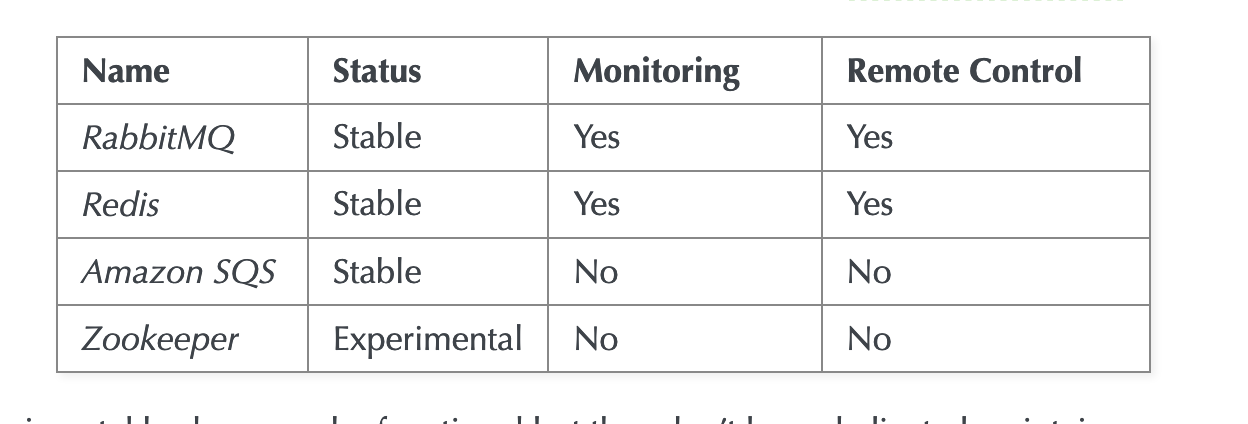 Name Status Monitoring Remote Control
RabbitMQ Stable Yes Yes
Redis Stable Yes Yes
Amazon SQS Stable No No
Zookeeper Experimental No No